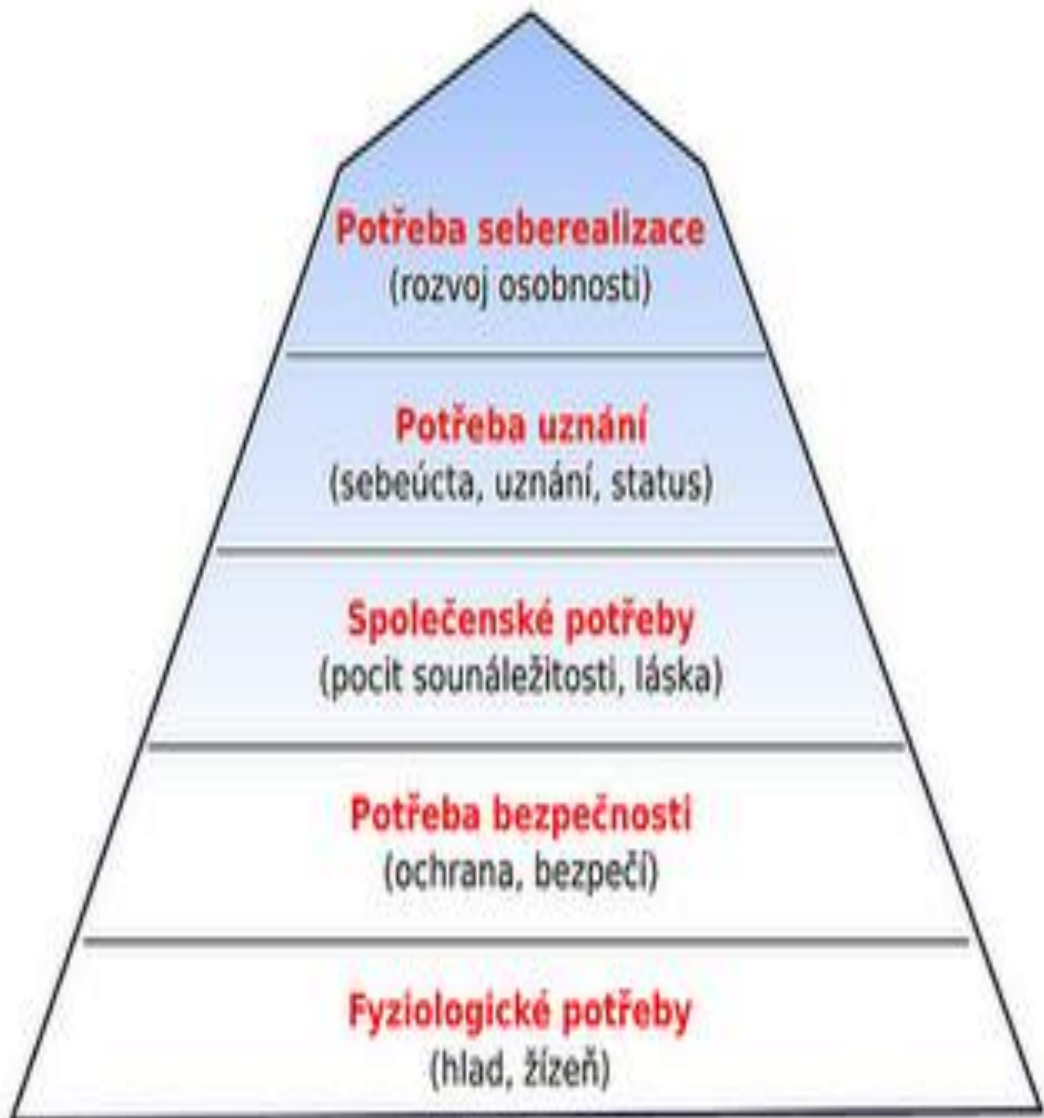 Potřeba seberealizace
(rozvoj osobnosti)
Potřeba uznání
(sebeúcta, uznání, status)
Společenské potřeby
(pocit sounáležitosti, láska)
Potřeba bezpečnosti
(ochrana, bezpečí)
Fyziologické potřeby
(hlad, žízeň)